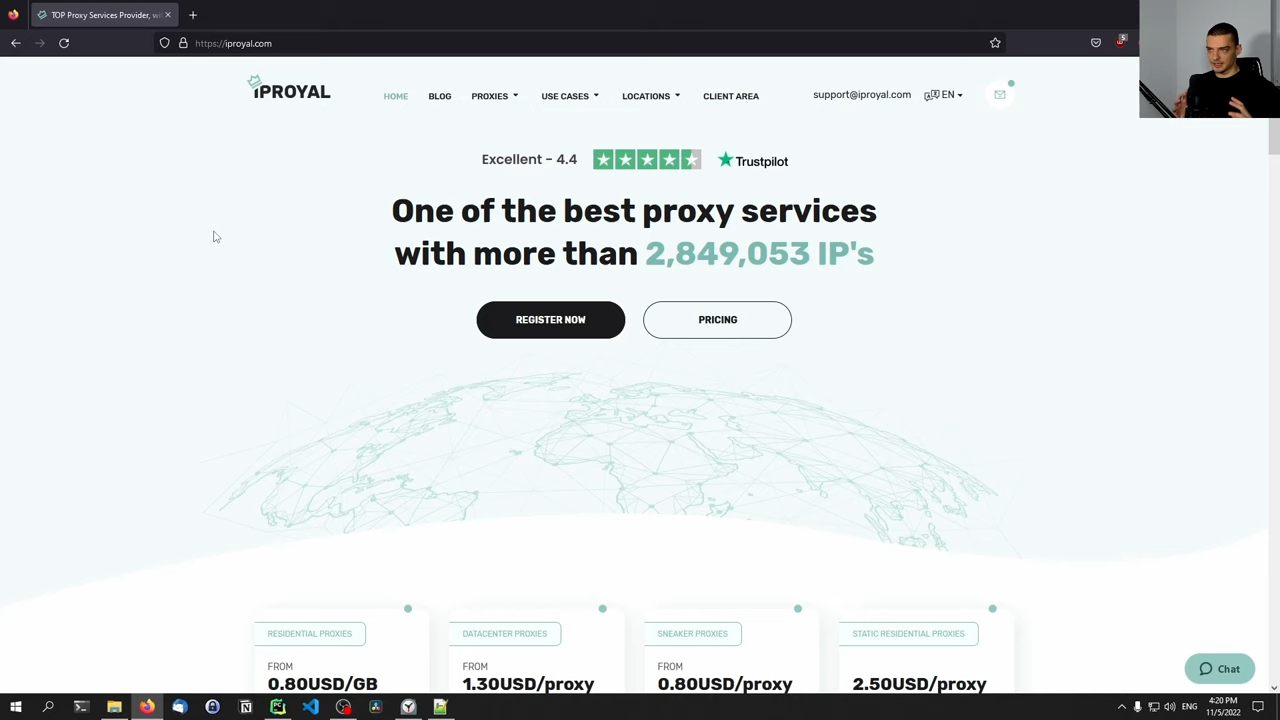 TOP Proxy Services Provider, wit
https://iproyal.com
5
IPROYAL
HOME
BLOG
PROXIES
USE CASES
LOCATIONS
CLIENT AREA
support@iproyal.com
EN
Excellent - 4.4
Trustpilot
One of the best proxy services
with more than 2,849,053 IP's
REGISTER NOW
PRICING
RESIDENTIAL PROXIES
FROM
0.80USD/GB
DATACENTER PROXIES
FROM
1.30USD/proxy
SNEAKER PROXIES
FROM
0.80USD/proxy
STATIC RESIDENTIAL PROXIES
2.50USD/proxy
Chat
ENG
4:20 PM
11/5/2022